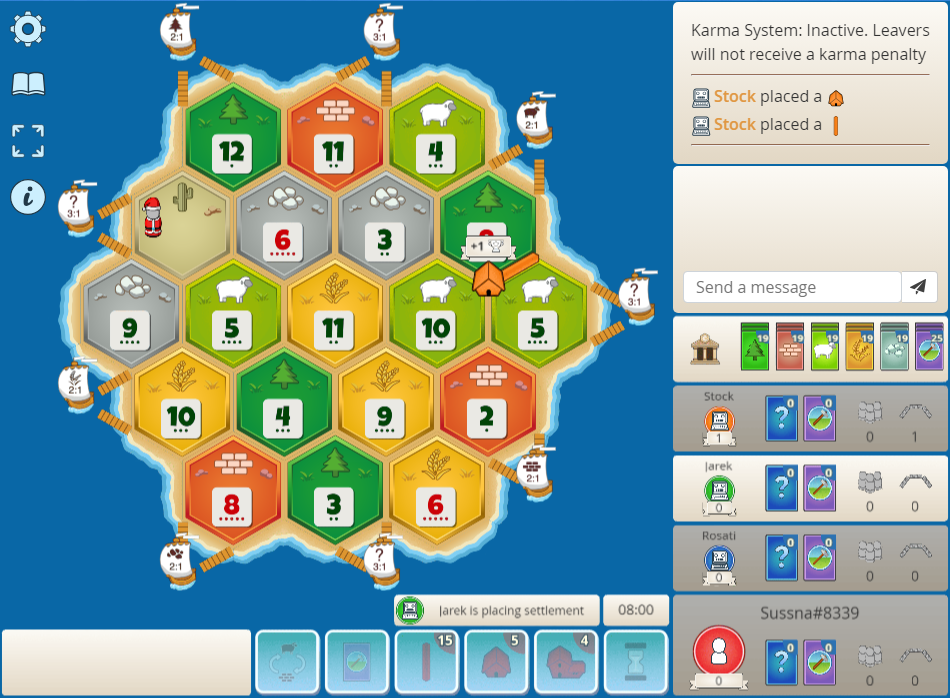 Karma System: Inactive. Leavers
will not receive a karma penalty
Stock placed a
Stock placed a
2:1
?
3:1
12
11
4
2:1
?
3:1
6
3
+1
9
5
11
10
5
?
3:1
2:1
10
4
9
2
2:1
8
3
6
2:1
?
3:1
Send a message
19 19 19 19 19 25
Stock
1
? 0 0
0 1
Jarek
0
? 0 0
0 0
Rosati
0
? 0 0
0 0
Jarek is placing settlement
08:00
15 5 4
Sussna#8339
0
? 0 0
0 0
i